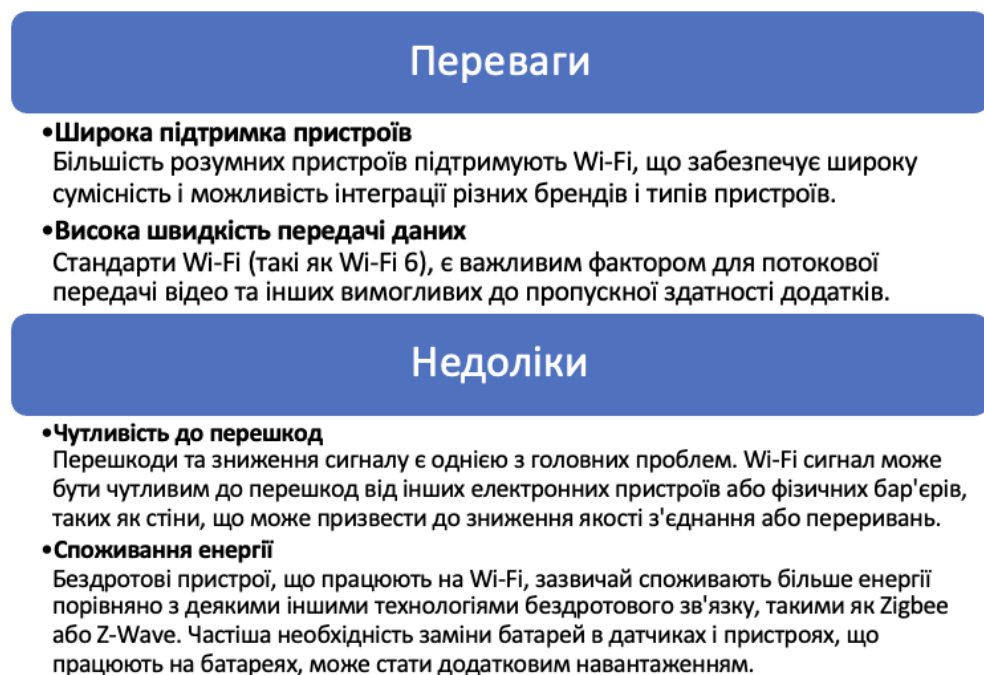 Переваги
•Широка підтримка пристроїв
Більшість розумних пристроїв підтримують Wi-Fi, що забезпечує широку
сумісність і можливість інтеграції різних брендів і типів пристроїв.
•Висока швидкість передачі даних
Стандарти Wi-Fi (такі як Wi-Fi 6), є важливим фактором для потокової
передачі відео та інших вимогливих до пропускної здатності додатків.
Недоліки
•Чутливість до перешкод
Перешкоди та зниження сигналу є однією з головних проблем. Wi-Fi сигнал може
бути чутливим до перешкод від інших електронних пристроїв або фізичних бар'єрів,
таких як стіни, що може призвести до зниження якості з'єднання або переривань.
•Споживання енергії
Бездротові пристрої, що працюють на Wi-Fi, зазвичай споживають більше енергії
порівняно з деякими іншими технологіями бездротового зв'язку, такими як Zigbee
або Z-Wave. Частіша необхідність заміни батарей в датчиках і пристроях, що
працюють на батареях, може стати додатковим навантаженням.